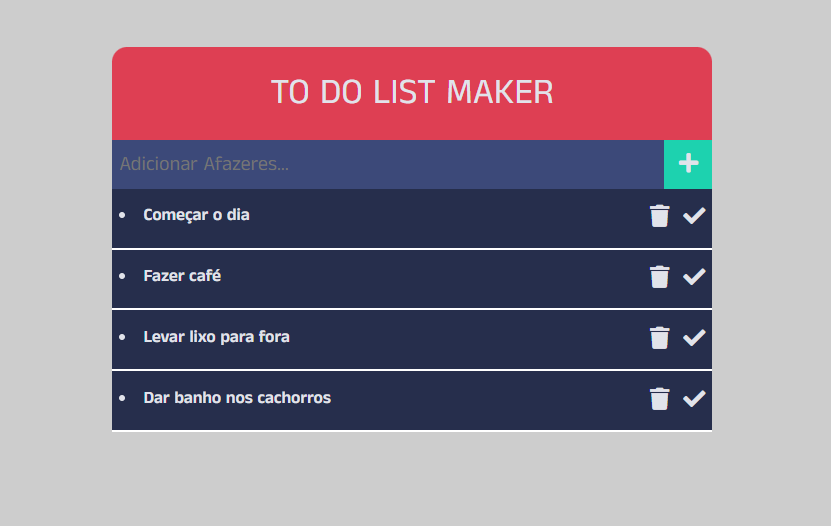 TO DO LIST MAKER
Adicionar Afazeres...
Começar o dia
Fazer café
Levar lixo para fora
Dar banho nos cachorros